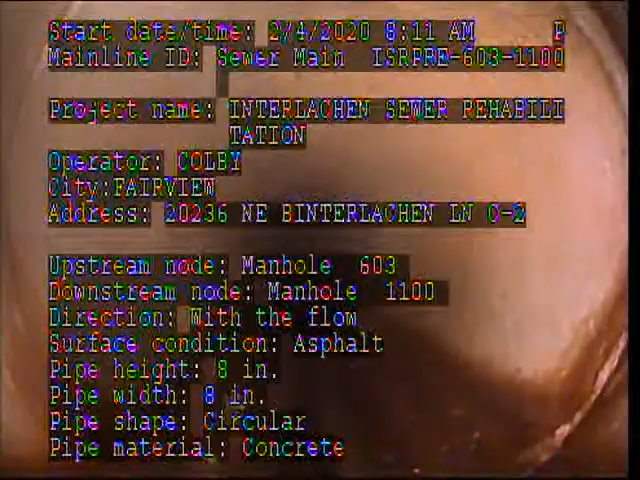 Start date/time: 2/4/2020 8:11 AM P
Mainline ID: Sewer Main ISRPRE-603-1100
Project name: INTERLACHEN SEWER REHABILI
TATION
Operator: COLBY
City:FAIRVIEW
Address: 20236 NE BINTERLACHEN LN C-2
Upstream node: Manhole 603
Downstream node: Manhole 1100
Direction: With the flow
Surface condition: Asphalt
Pipe height: 8 in.
Pipe width: 8 in.
Pipe shape: Circular
Pipe material: Concrete